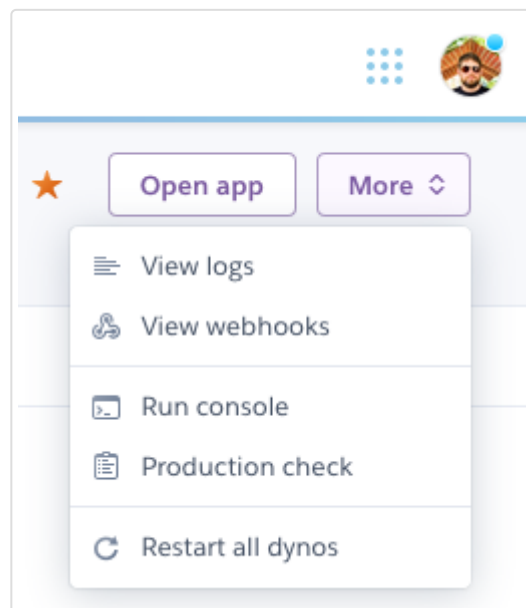 Open app
More
View logs
View webhooks
Run console
Production check
Restart all dynos